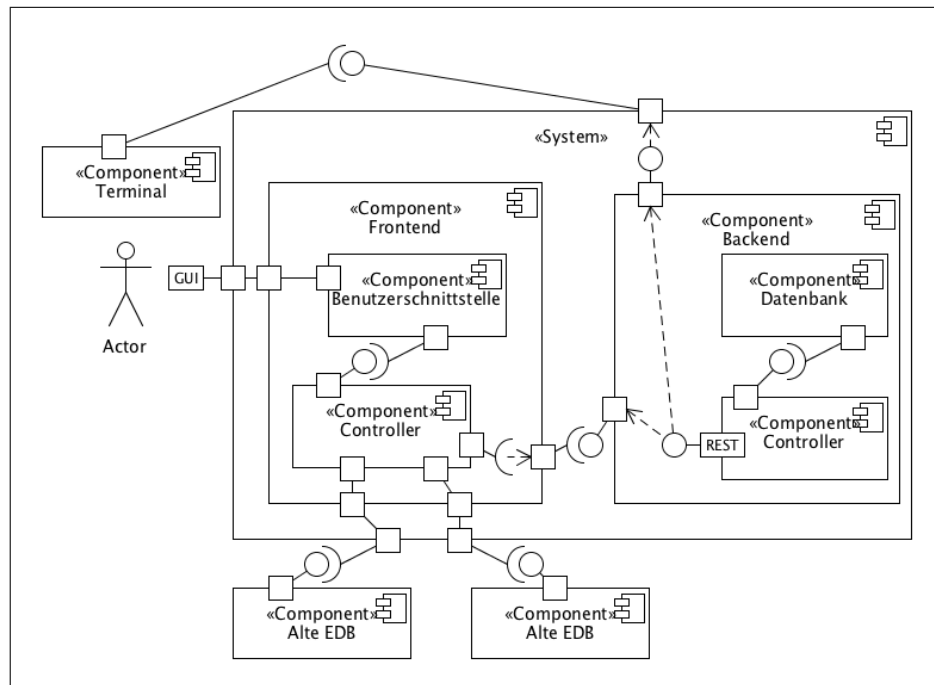 «System»
«Component»
Terminal
«Component»
Frontend
«Component»
Backend
GUI
«Component»
Benutzerschnittstelle
«Component»
Datenbank
Actor
«Component»
Controller
«Component»
Controller
REST
«Component»
Alte EDB
«Component»
Alte EDB